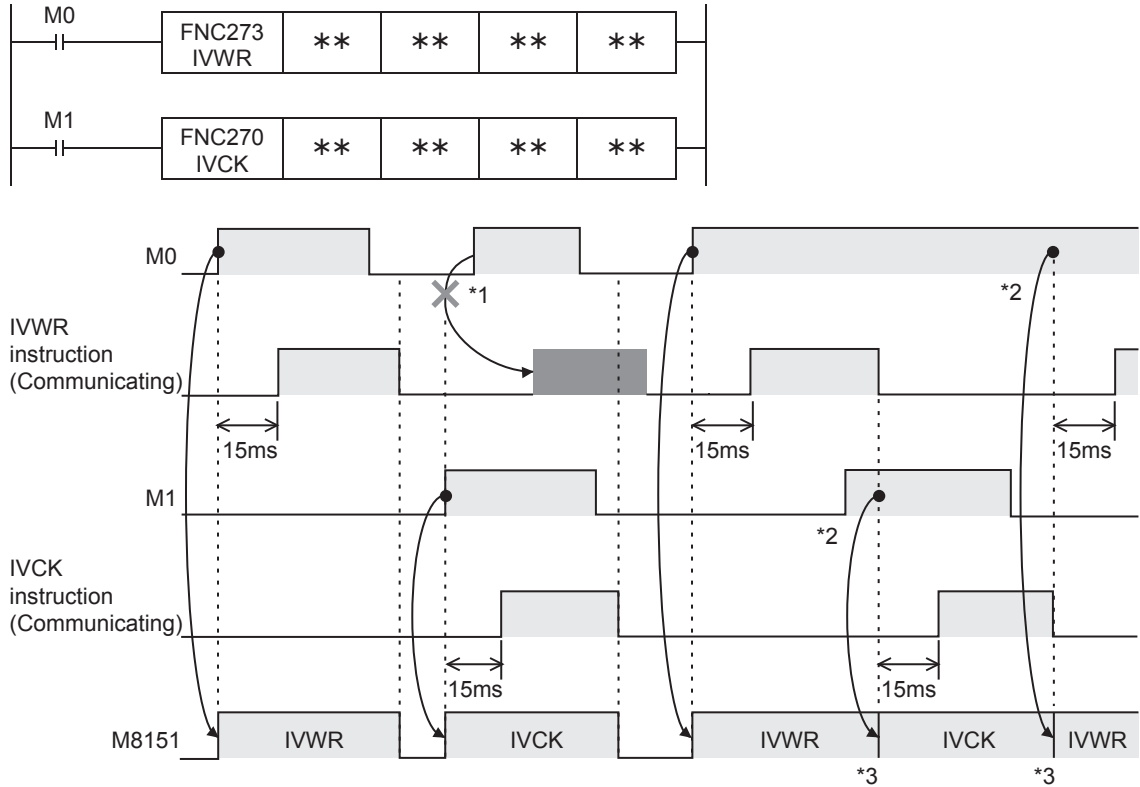 M0
FNC273
IVWR
** ** ** **
M1
FNC270
IVCK
** ** ** **
M0
*1
*2
IVWR
instruction
(Communicating)
15ms 15ms 15ms
M1
*2
IVCK
instruction
(Communicating)
15ms 15ms
M8151 IVWR IVCK IVWR IVCK IVWR
*3 *3